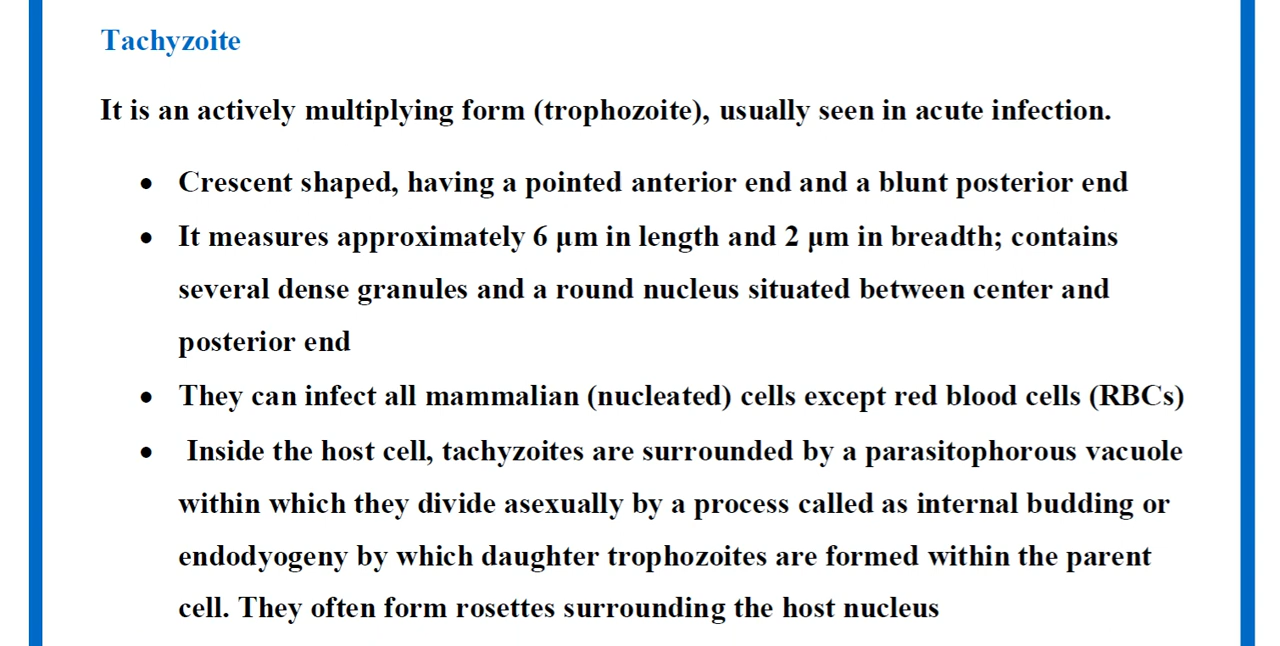 Tachyzoite
It is an actively multiplying form (trophozoite), usually seen in acute infection.
• Crescent shaped, having a pointed anterior end and a blunt posterior end
• It measures approximately 6 μm in length and 2 μm in breadth; contains
several dense granules and a round nucleus situated between center and
posterior end
• They can infect all mammalian (nucleated) cells except red blood cells (RBCs)
• Inside the host cell, tachyzoites are surrounded by a parasitophorous vacuole
within which they divide asexually by a process called as internal budding or
endodyogeny by which daughter trophozoites are formed within the parent
cell. They often form rosettes surrounding the host nucleus